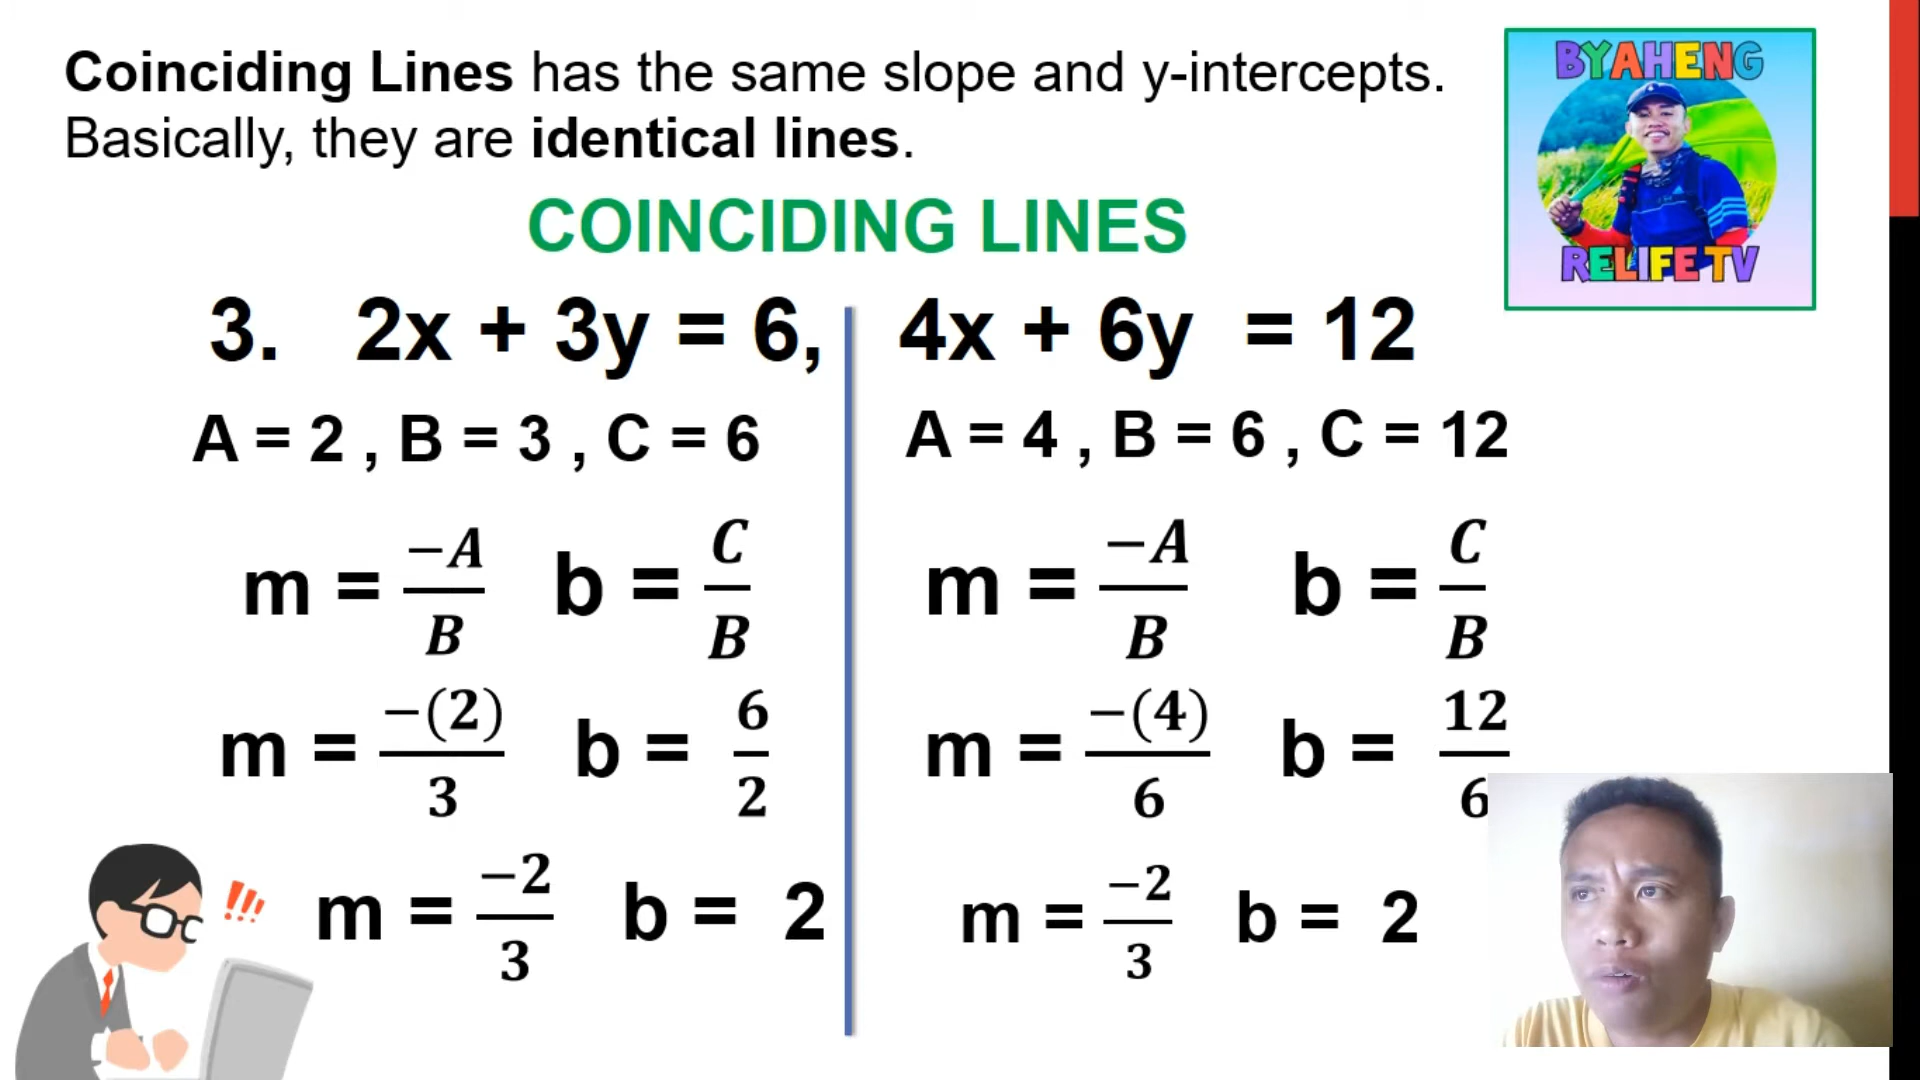 Coinciding Lines has the same slope and y-intercepts.
Basically, they are identical lines.
BYAHENG
RELIFE TV
COINCIDING LINES
3. 2x + 3y = 6, 4x + 6y = 12
A = 2 , B = 3 , C = 6
A = 4 , B = 6 , C = 12
m = −A/B b = C/B
m = −A/B b = C/B
m = −(2)/3 b = 6/2
m = −(4)/6 b = 12/6
!!!
m = −2/3 b = 2
m = −2/3 b = 2